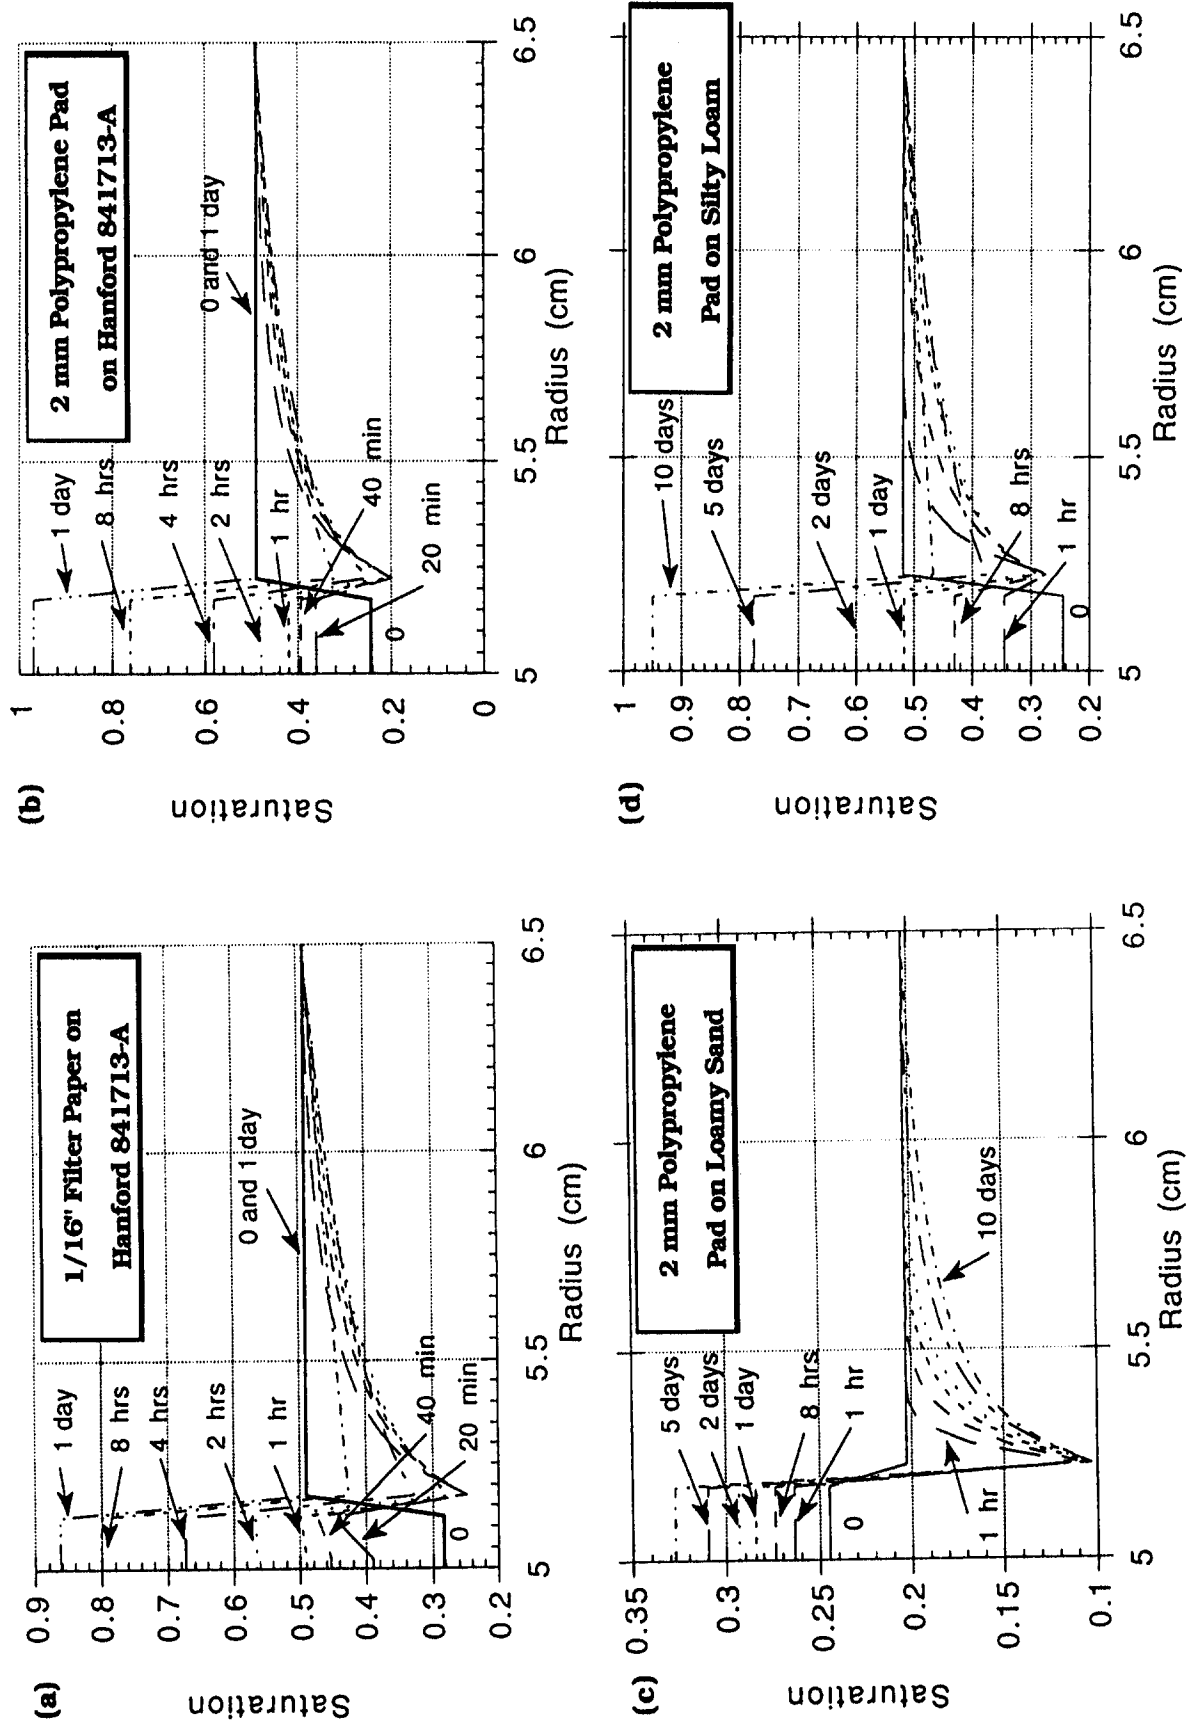 (a)
1/16" Filter Paper on
Hanford 841713-A
Saturation
0.9
0.8
0.7
0.6
0.5
0.4
0.3
0.2
1 day
8 hrs
4 hrs
2 hrs
1 hr
40 min
20 min
0
0 and 1 day
5
5.5
6
6.5
Radius (cm)
(b)
2 mm Polypropylene Pad
on Hanford 841713-A
Saturation
1
0.8
0.6
0.4
0.2
0
1 day
8 hrs
4 hrs
2 hrs
1 hr
40 min
20 min
0
0 and 1 day
5
5.5
6
6.5
Radius (cm)
(c)
2 mm Polypropylene
Pad on Loamy Sand
Saturation
0.35
0.3
0.25
0.2
0.15
0.1
5 days
2 days
1 day
8 hrs
1 hr
0
1 hr
10 days
5
5.5
6
6.5
Radius (cm)
(d)
2 mm Polypropylene
Pad on Silty Loam
Saturation
1
0.9
0.8
0.7
0.6
0.5
0.4
0.3
0.2
10 days
5 days
2 days
1 day
8 hrs
1 hr
0
5
5.5
6
6.5
Radius (cm)